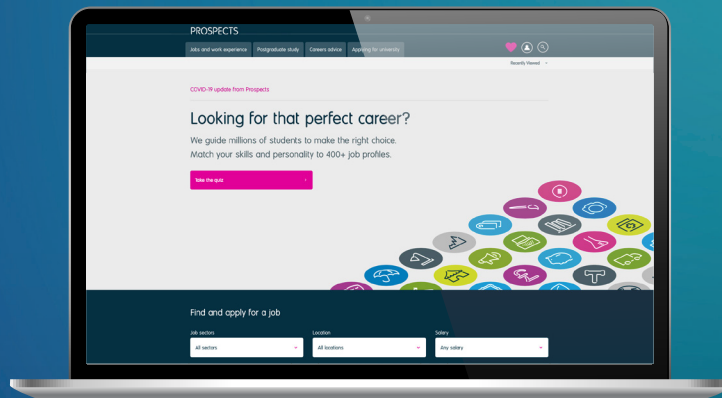 PROSPECTS
Jobs and work experience
Postgraduate study
Careers advice
Applying for university
Recently Viewed
COVID-19 update from Prospects
Looking for that perfect career?
We guide millions of students to make the right choice.
Match your skills and personality to 400+ job profiles.
Take the quiz
Find and apply for a job
Job sectors
Location
Salary
All sectors
All locations
Any salary